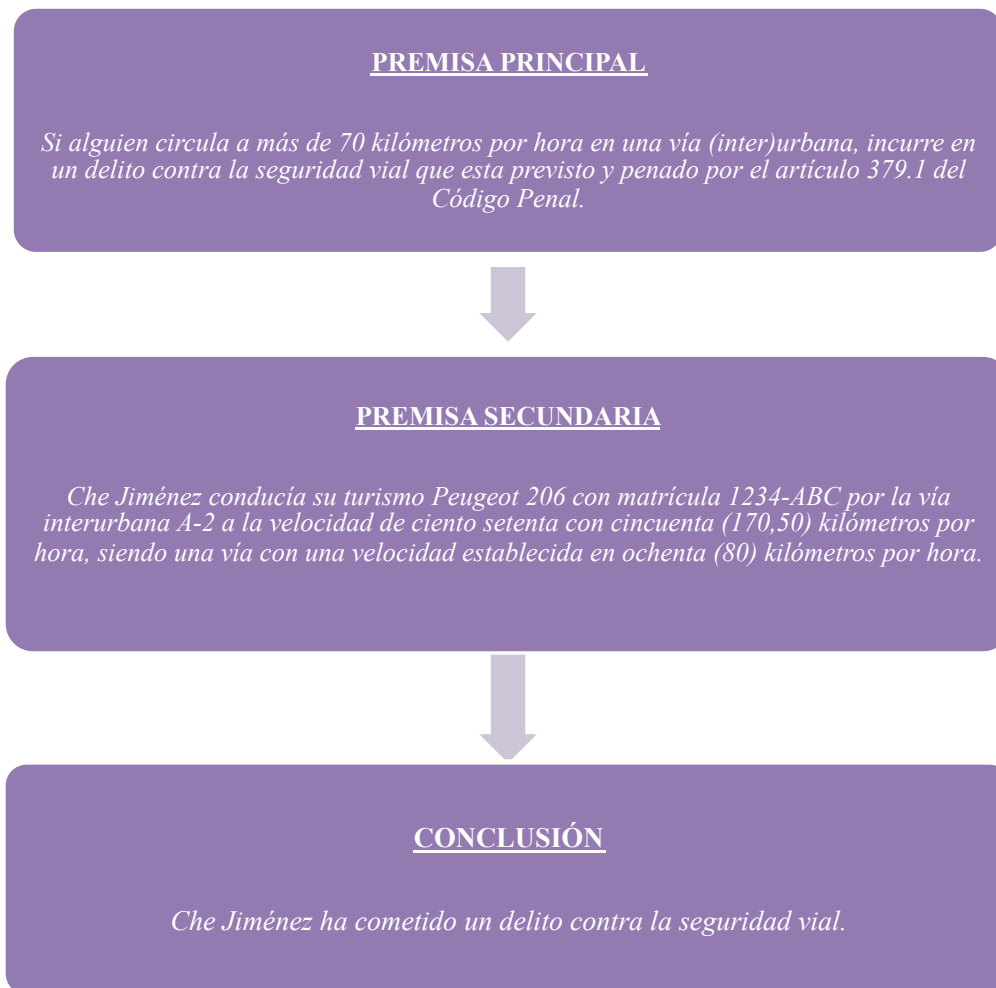 PREMISA PRINCIPAL
Si alguien circula a más de 70 kilómetros por hora en una vía (inter)urbana, incurre en
un delito contra la seguridad vial que esta previsto y penado por el artículo 379.1 del
Código Penal.
PREMISA SECUNDARIA
Che Jiménez conducía su turismo Peugeot 206 con matrícula 1234-ABC por la vía
interurbana A-2 a la velocidad de ciento setenta con cincuenta (170,50) kilómetros por
hora, siendo una vía con una velocidad establecida en ochenta (80) kilómetros por hora.
CONCLUSIÓN
Che Jiménez ha cometido un delito contra la seguridad vial.